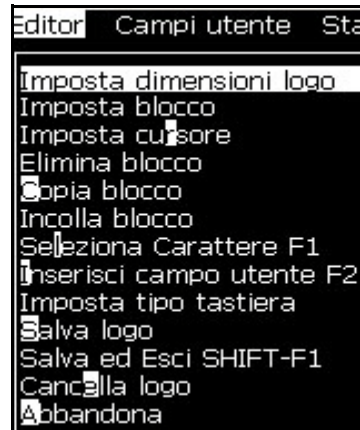 Editor Campi utente Sta
Imposta dimensioni logo
Imposta blocco
Imposta cursore
Elimina blocco
Copia blocco
Incolla blocco
Seleziona Carattere F1
Inserisci campo utente F2
Imposta tipo tastiera
Salva logo
Salva ed Esci SHIFT-F1
Cancella logo
Abbandona